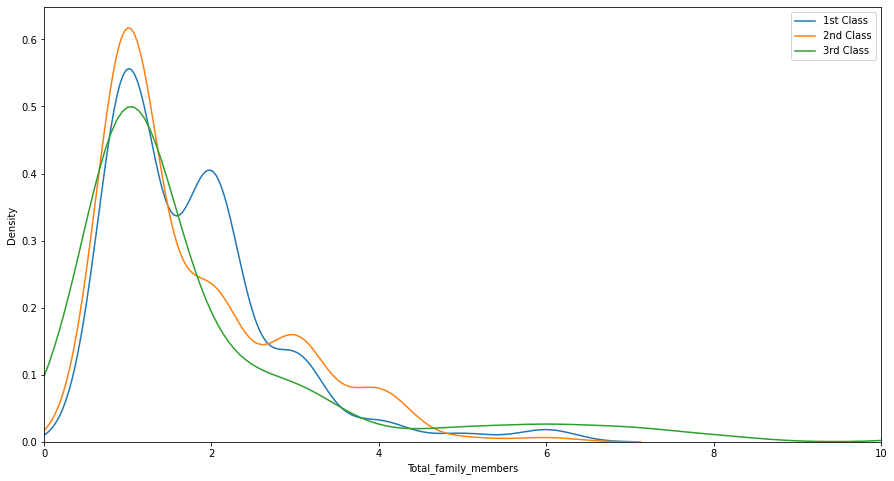 1st Class
2nd Class
3rd Class
0.6
0.5
0.4
0.3
0.2
0.1
0.0
Density
0 2 4 6 8 10
Total_family_members